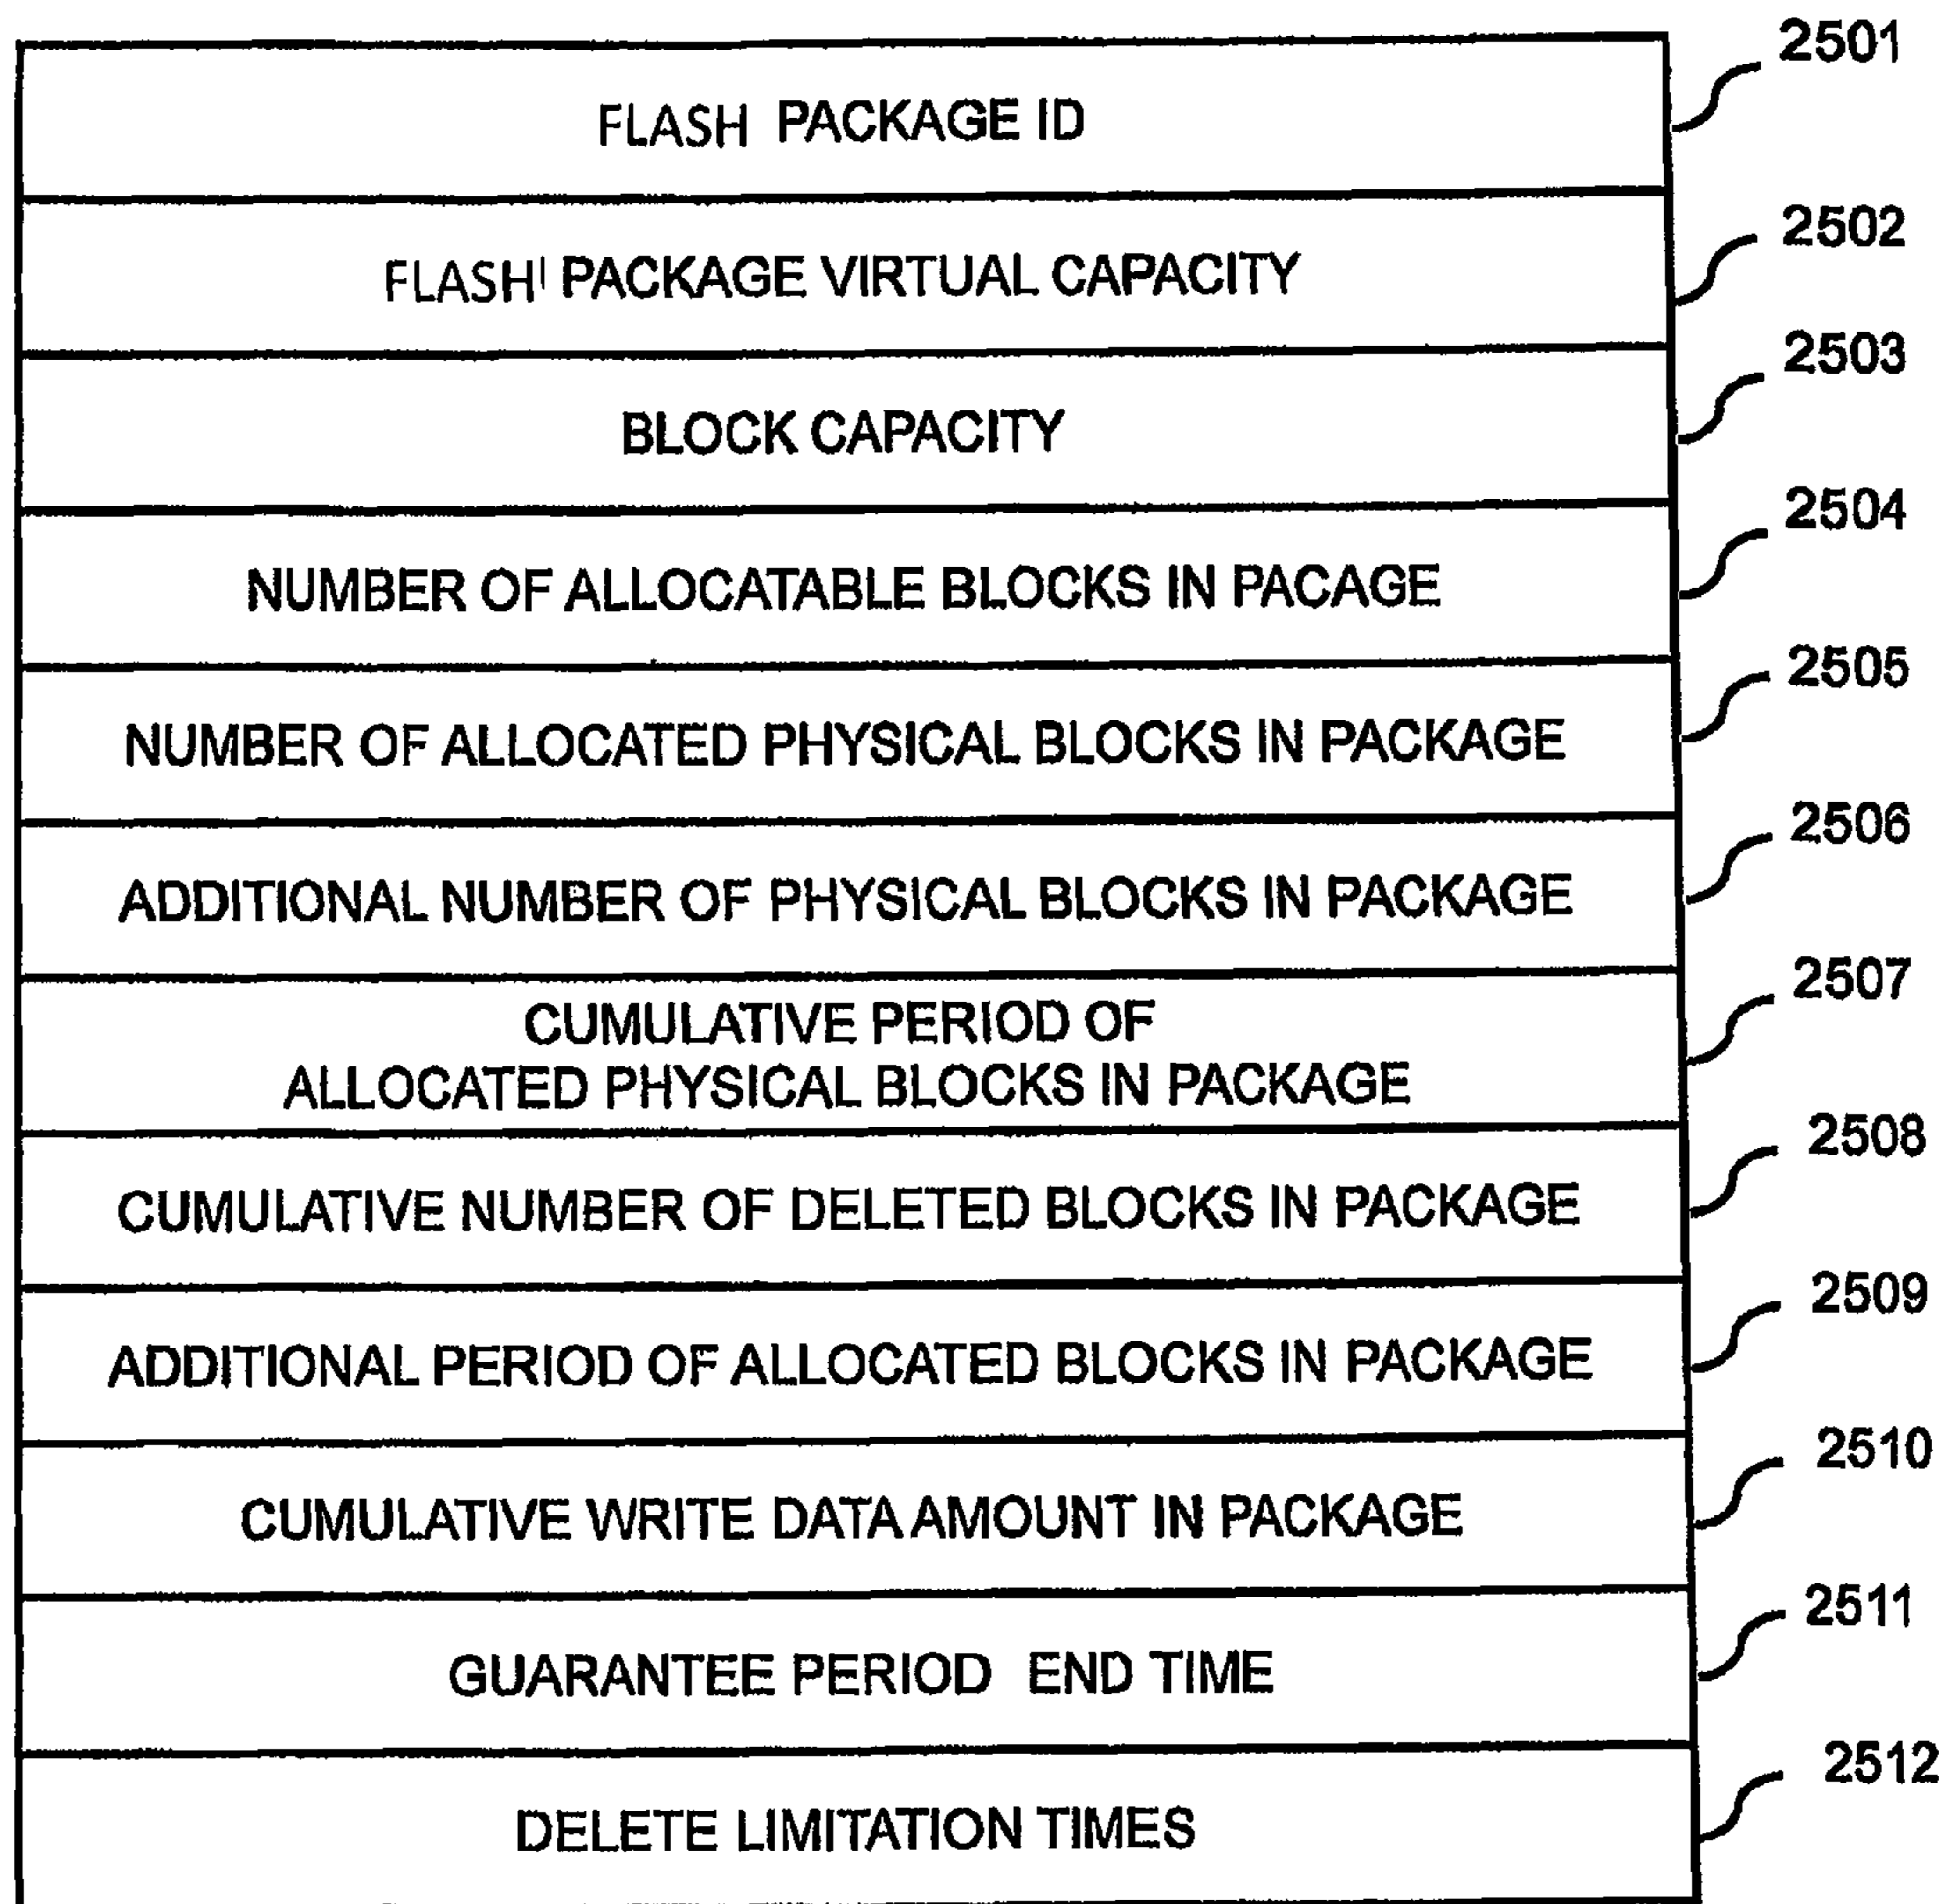 2501
FLASH PACKAGE ID
2502
FLASH PACKAGE VIRTUAL CAPACITY
2503
BLOCK CAPACITY
2504
NUMBER OF ALLOCATABLE BLOCKS IN PACAGE
2505
NUMBER OF ALLOCATED PHYSICAL BLOCKS IN PACKAGE
2506
ADDITIONAL NUMBER OF PHYSICAL BLOCKS IN PACKAGE
2507
CUMULATIVE PERIOD OF
ALLOCATED PHYSICAL BLOCKS IN PACKAGE
2508
CUMULATIVE NUMBER OF DELETED BLOCKS IN PACKAGE
2509
ADDITIONAL PERIOD OF ALLOCATED BLOCKS IN PACKAGE
2510
CUMULATIVE WRITE DATA AMOUNT IN PACKAGE
2511
GUARANTEE PERIOD END TIME
2512
DELETE LIMITATION TIMES